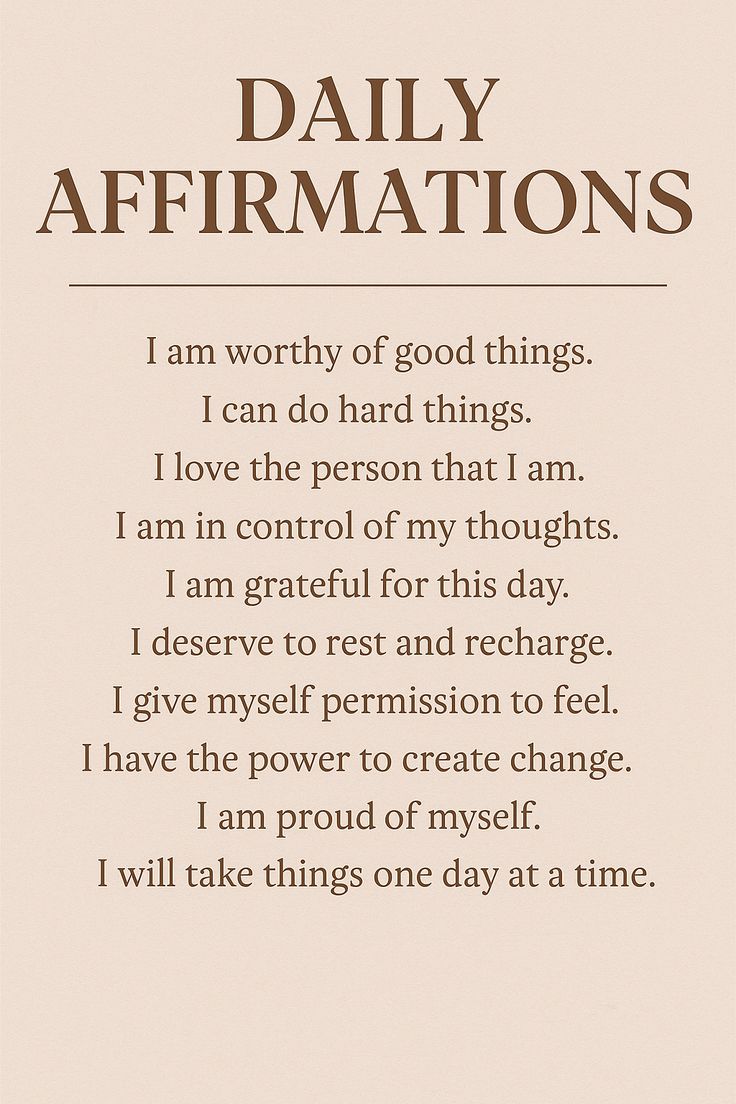 DAILY
AFFIRMATIONS
I am worthy of good things.
I can do hard things.
I love the person that I am.
I am in control of my thoughts.
I am grateful for this day.
I deserve to rest and recharge.
I give myself permission to feel.
I have the power to create change.
I am proud of myself.
I will take things one day at a time.